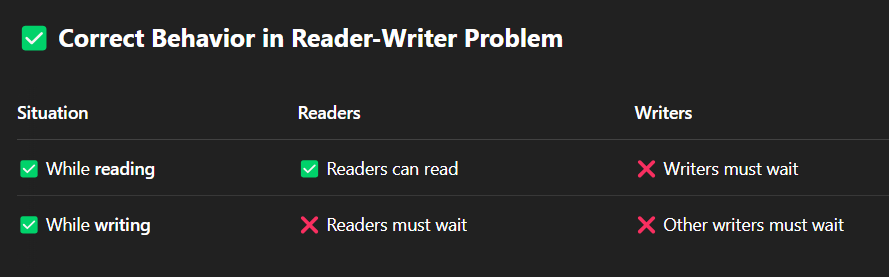 ✅ Correct Behavior in Reader-Writer Problem
Situation Readers Writers
✅ While reading ✅ Readers can read ❌ Writers must wait
✅ While writing ❌ Readers must wait ❌ Other writers must wait